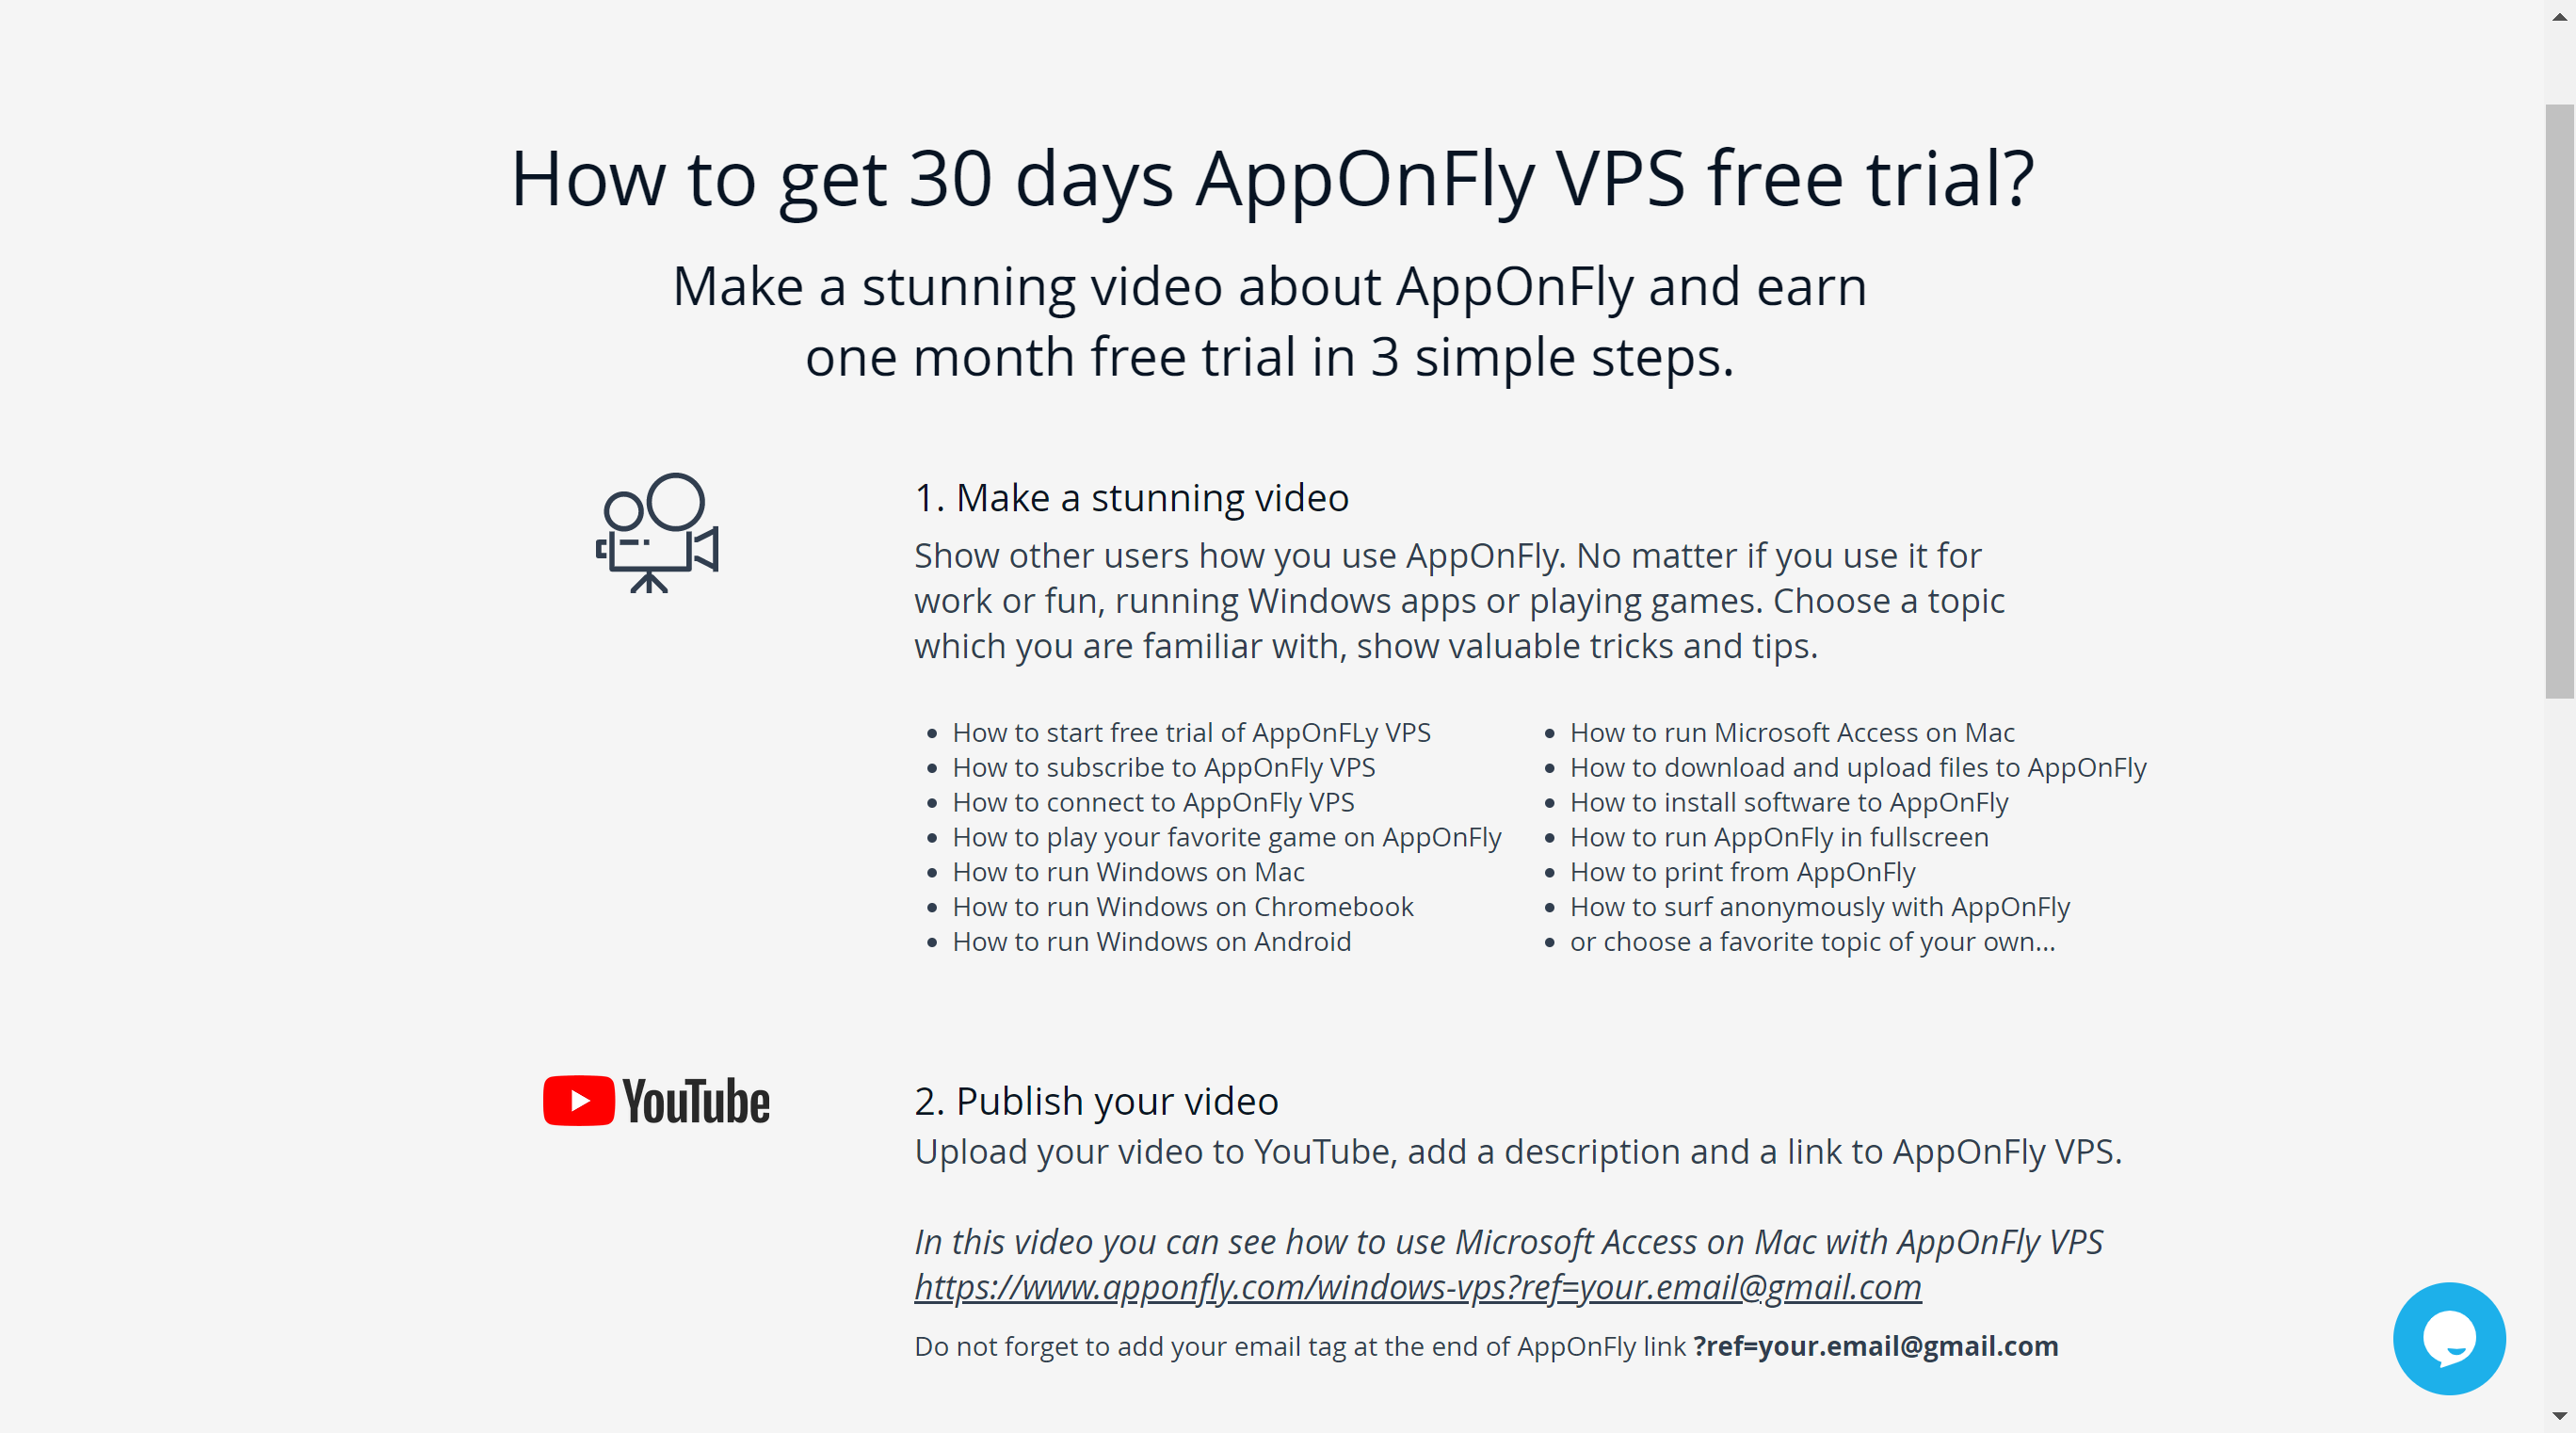 How to get 30 days AppOnFly VPS free trial?
Make a stunning video about AppOnFly and earn
one month free trial in 3 simple steps.
1. Make a stunning video
Show other users how you use AppOnFly. No matter if you use it for
work or fun, running Windows apps or playing games. Choose a topic
which you are familiar with, show valuable tricks and tips.
How to start free trial of AppOnFLy VPS
How to subscribe to AppOnFly VPS
How to connect to AppOnFly VPS
How to play your favorite game on AppOnFly
How to run Windows on Mac
How to run Windows on Chromebook
How to run Windows on Android
How to run Microsoft Access on Mac
How to download and upload files to AppOnFly
How to install software to AppOnFly
How to run AppOnFly in fullscreen
How to print from AppOnFly
How to surf anonymously with AppOnFly
or choose a favorite topic of your own...
YouTube
2. Publish your video
Upload your video to YouTube, add a description and a link to AppOnFly VPS.
In this video you can see how to use Microsoft Access on Mac with AppOnFly VPS
https://www.apponfly.com/windows-vps?ref=your.email@gmail.com
Do not forget to add your email tag at the end of AppOnFly link ?ref=your.email@gmail.com